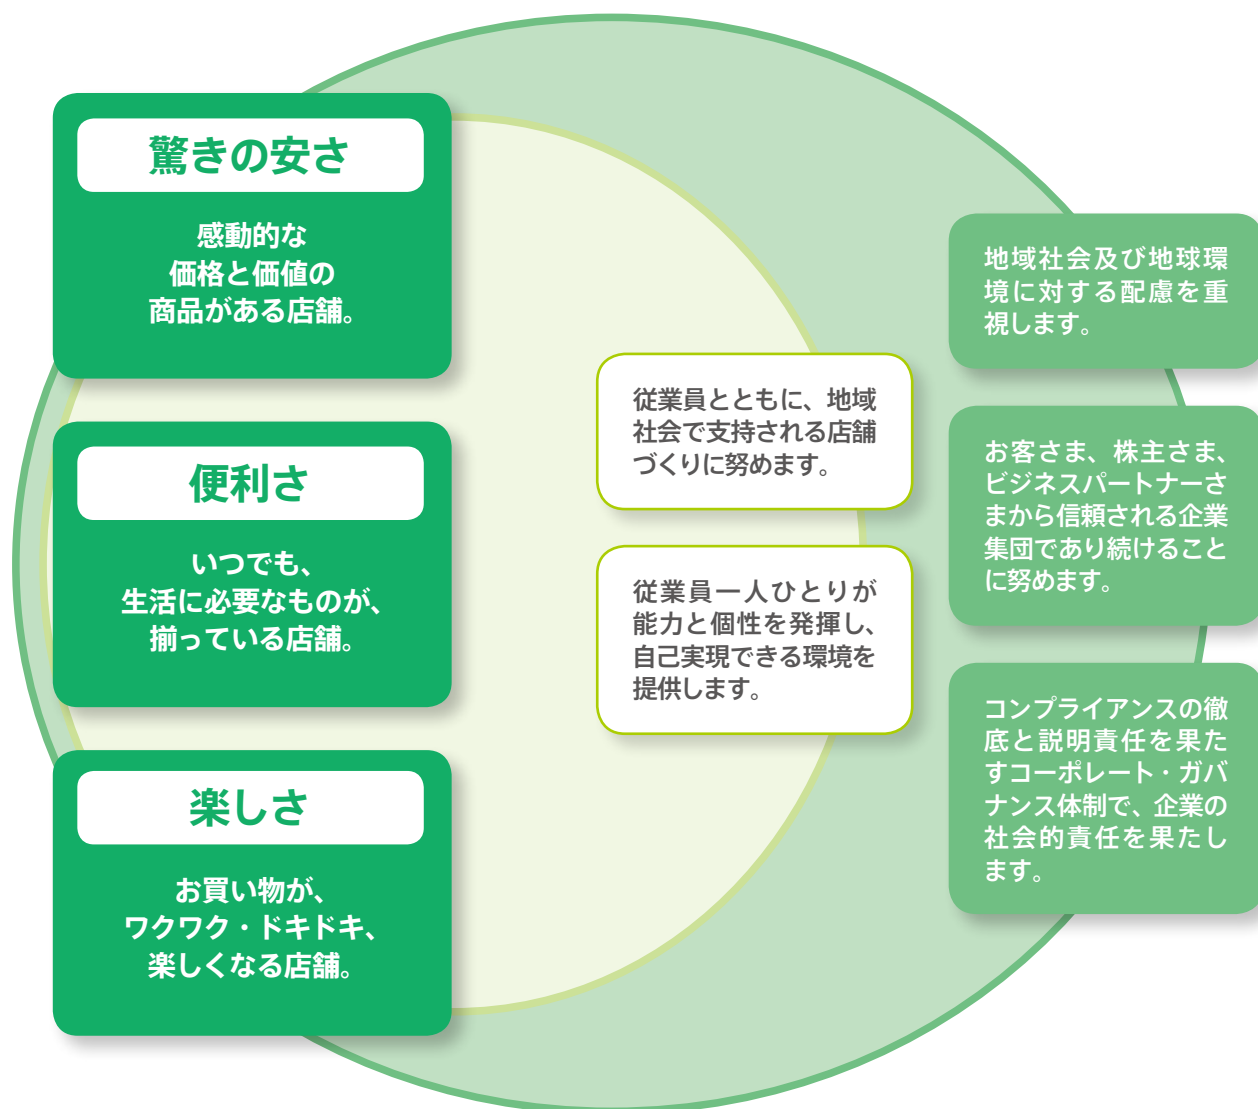 驚きの安さ
感動的な
価格と価値の
商品がある店舗。
便利さ
いつでも、
生活に必要なものが、
揃っている店舗。
楽しさ
お買い物が、
ワクワク・ドキドキ、
楽しくなる店舗。
従業員とともに、地域
社会で支持される店舗
づくりに努めます。
従業員一人ひとりが
能力と個性を発揮し、
自己実現できる環境を
提供します。
地域社会及び地球環
境に対する配慮を重
視します。
お客さま、株主さま、
ビジネスパートナーさ
まから信頼される企業
集団であり続けること
に努めます。
コンプライアンスの徹
底と説明責任を果た
すコーポレート・ガバ
ナンス体制で、企業の
社会的責任を果たし
ます。